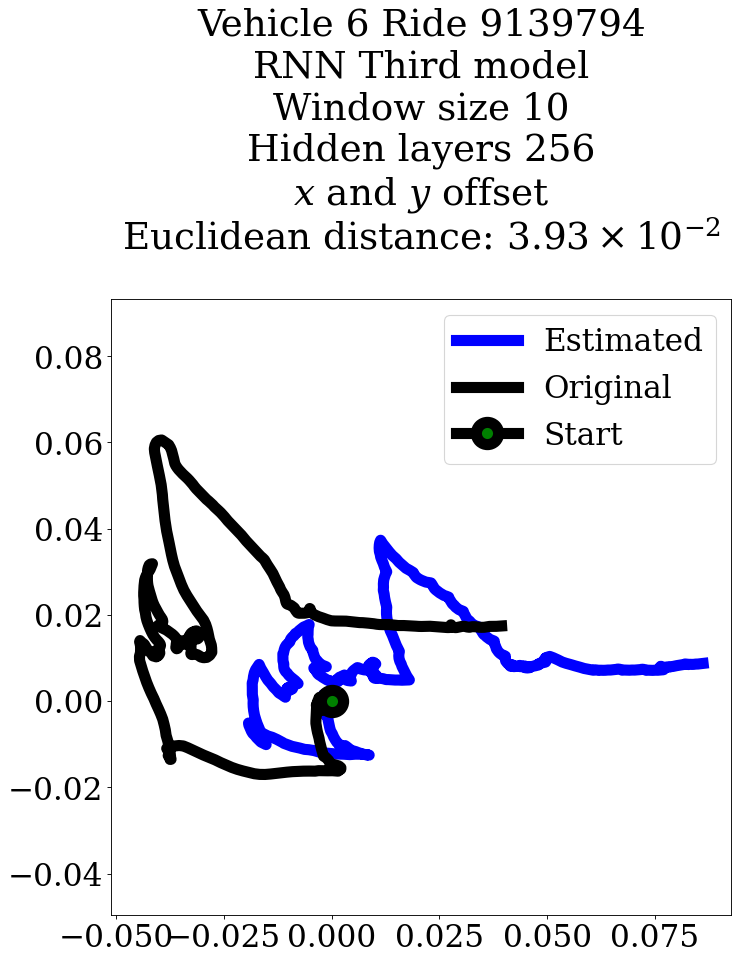 Vehicle 6 Ride 9139794
RNN Third model
Window size 10
Hidden layers 256
x and y offset
Euclidean distance: 3.93 × 10⁻²
Estimated
Original
Start
0.08
0.06
0.04
0.02
0.00
−0.02
−0.04
−0.050 −0.025 0.000 0.025 0.050 0.075